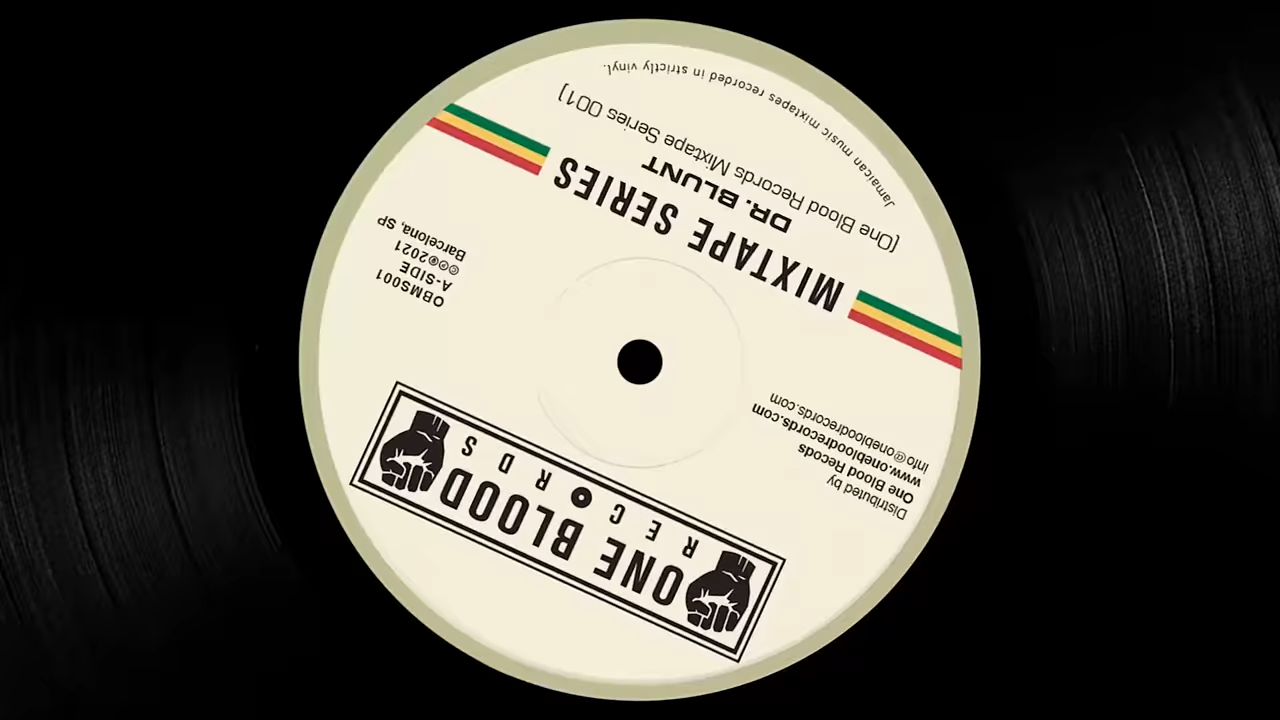 ONE BLOOD
RECORDS
Distributed by
One Blood Recods
www.onebloodrecords.com
info@onebloodrecords.com
OBMS001
A-SIDE
©℗®2021
Barcelona, SP
MIXTAPE SERIES
DR. BLUNT
(One Blood Records Mixtape Series 001)
Jamaican music mixtapes recorded in strictly vinyl.